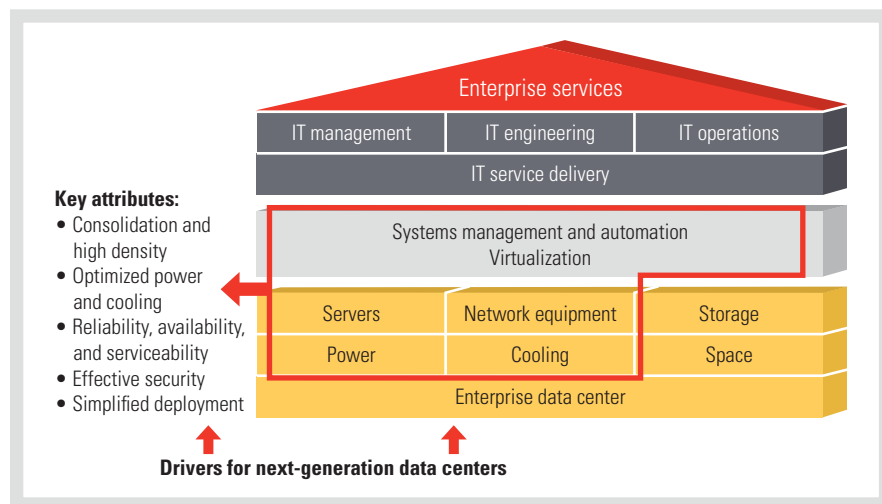 Enterprise services
IT management
IT engineering
IT operations
IT service delivery
Key attributes:
• Consolidation and
high density
• Optimized power
and cooling
• Reliability, availability,
and serviceability
• Effective security
• Simplified deployment
Systems management and automation
Virtualization
Servers
Network equipment
Storage
Power
Cooling
Space
Enterprise data center
Drivers for next-generation data centers